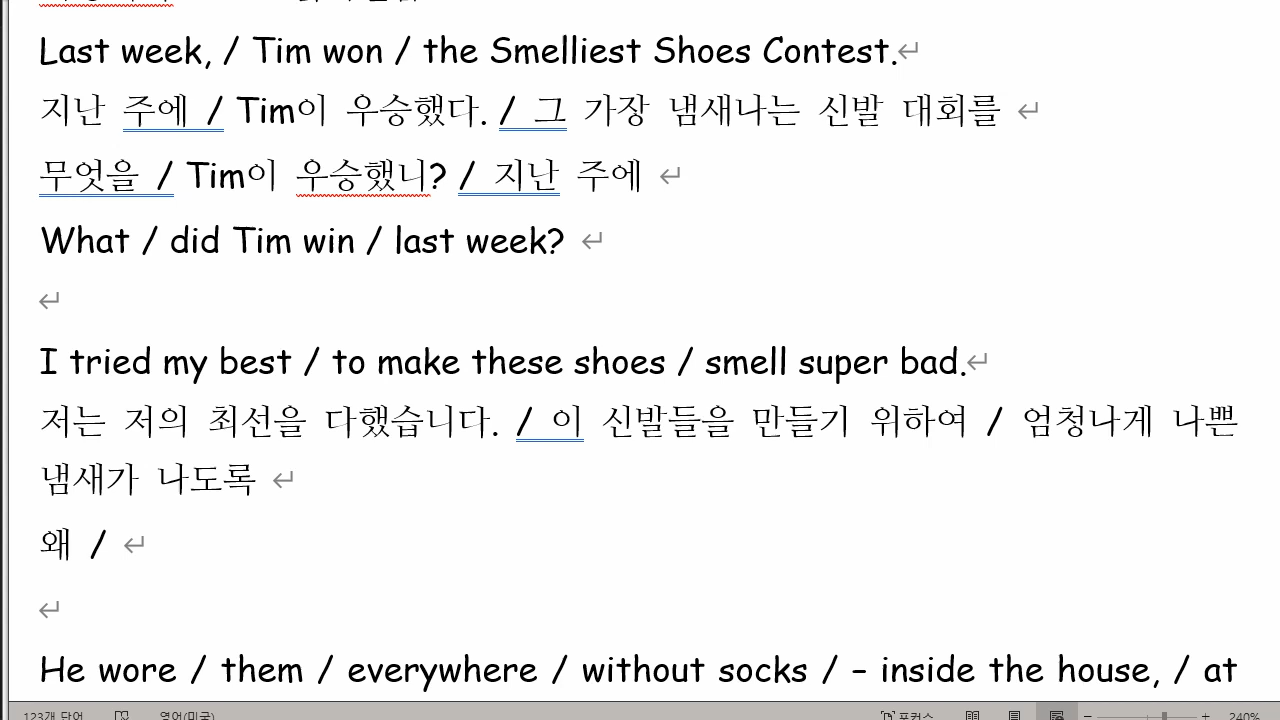 Last week, / Tim won / the Smelliest Shoes Contest.↵
지난 주에 / Tim이 우승했다. / 그 가장 냄새나는 신발 대회를 ↵
무엇을 / Tim이 우승했니? / 지난 주에 ↵
What / did Tim win / last week? ↵
↵
I tried my best / to make these shoes / smell super bad.↵
저는 저의 최선을 다했습니다. / 이 신발들을 만들기 위하여 / 엄청나게 나쁜
냄새가 나도록 ↵
왜 / ↵
↵
He wore / them / everywhere / without socks / – inside the house, / at
123개 단어 영어(미국) 포커스 240%